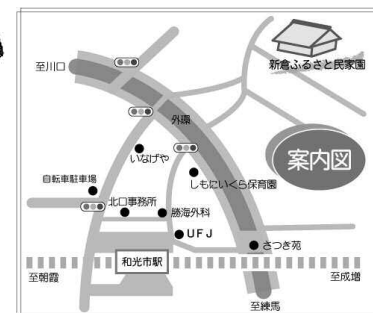 至川口
新倉ふるさと民家園
外環
案内図
いなげや
しもにいくら保育園
自転車駐車場
北口事務所
勝海外科
UFJ
さつき苑
和光市駅
至朝霞
至成増
至練馬